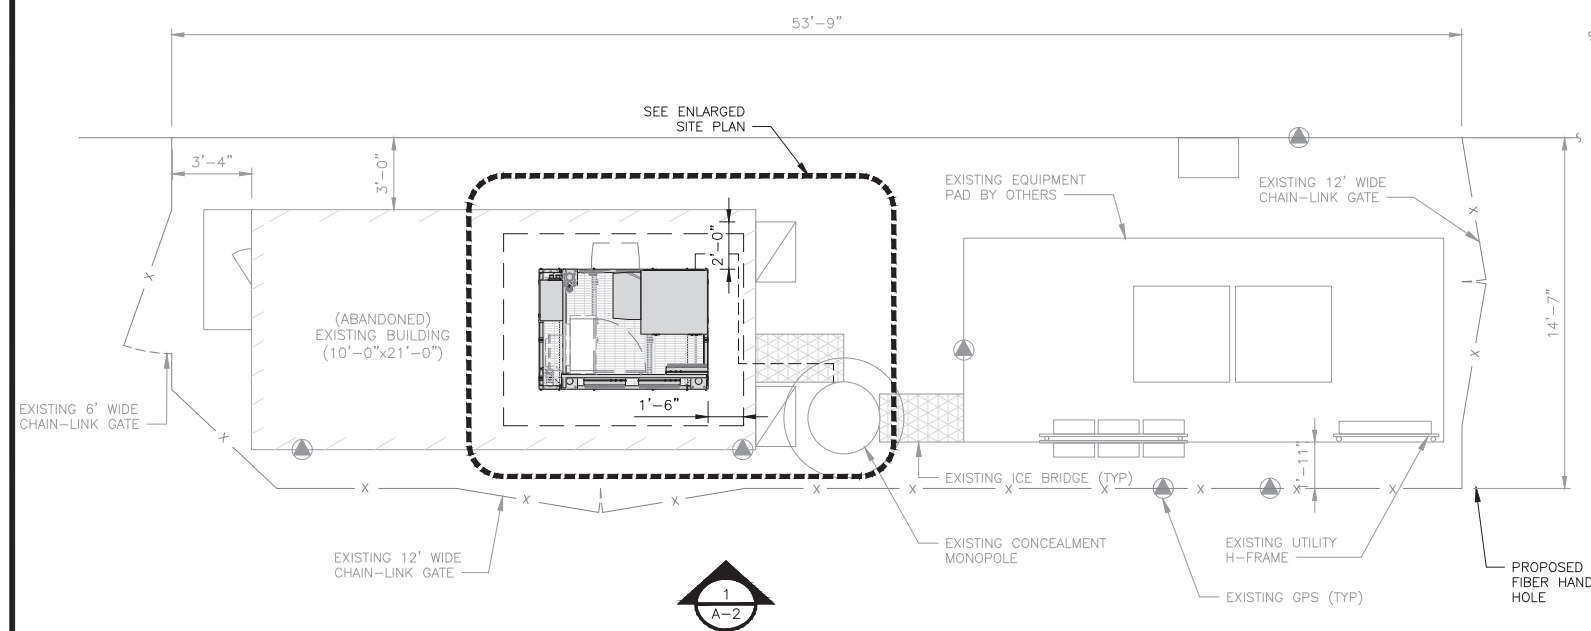 53'-9"
SEE ENLARGED
SITE PLAN
3'-4"
3'-0"
EXISTING EQUIPMENT
PAD BY OTHERS
EXISTING 12' WIDE
CHAIN-LINK GATE
X
X
2'-0"
(ABANDONED)
EXISTING BUILDING
(10'-0"x21'-0")
14'-7"
X
1'-6"
EXISTING 6' WIDE
CHAIN-LINK GATE
X
1'-11"
EXISTING ICE BRIDGE (TYP)
X
X
X
X
X
X
X
X
X
X
EXISTING 12' WIDE
CHAIN-LINK GATE
EXISTING CONCEALMENT
MONOPOLE
EXISTING UTILITY
H-FRAME
PROPOSED
FIBER HAND
HOLE
EXISTING GPS (TYP)
1
A-2